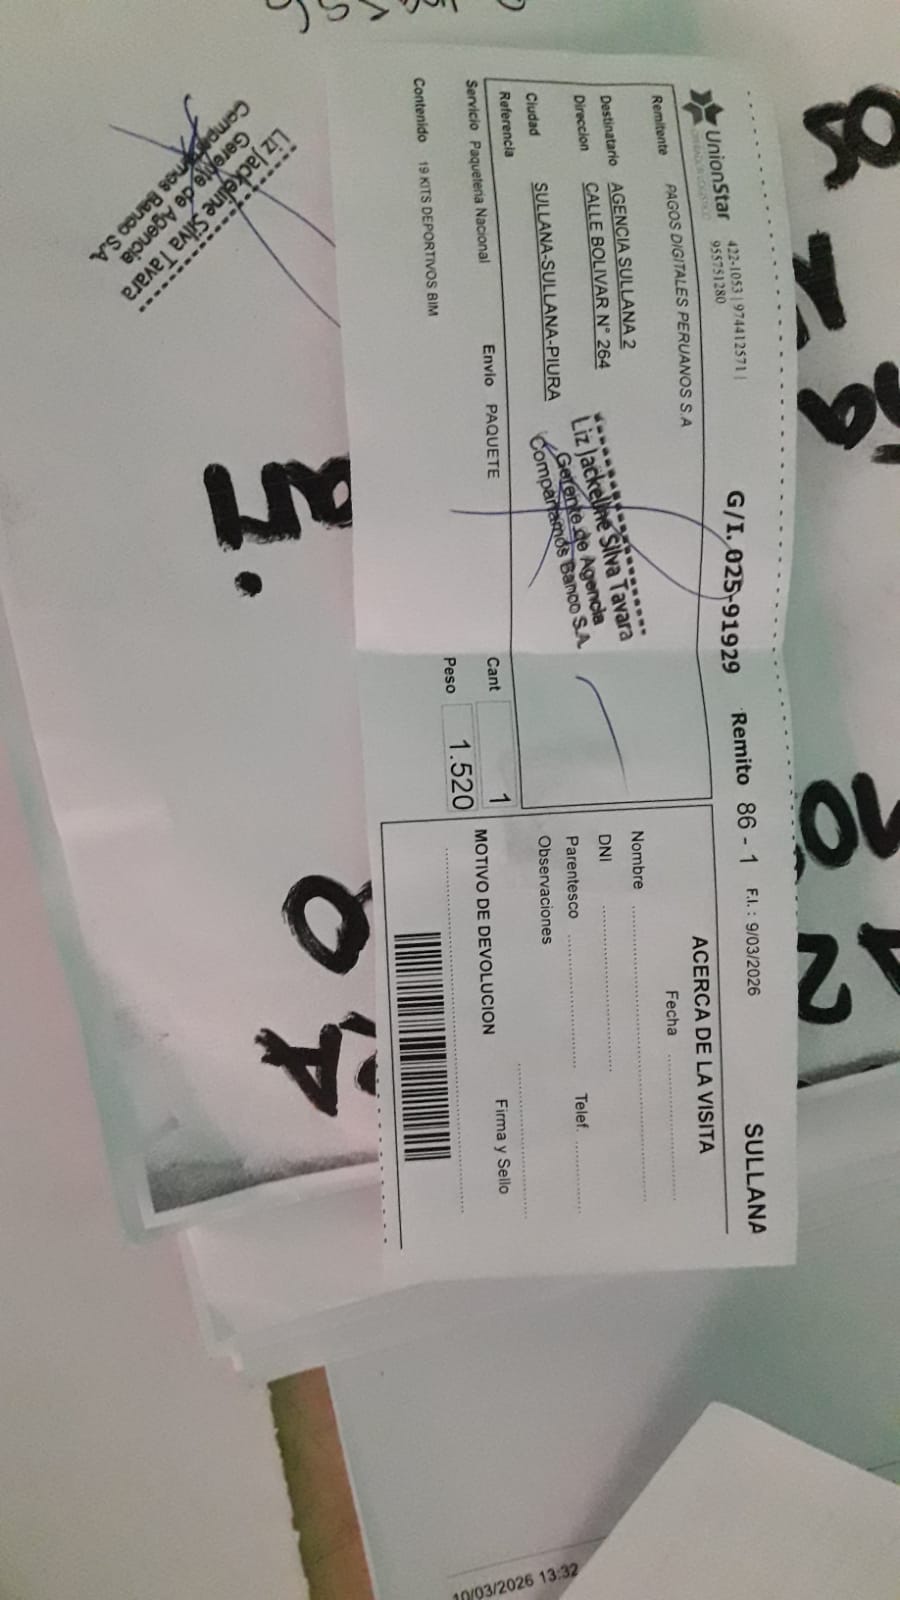 UnionStar
422-1053 | 974412571 |
955751280
G/I. 025-91929 Remito 86 - 1 F.I. : 9/03/2026 SULLANA
Remitente PAGOS DIGITALES PERUANOS S.A
Destinatario AGENCIA SULLANA 2
Direccion CALLE BOLIVAR N° 264
Ciudad SULLANA-SULLANA-PIURA
Referencia
Servicio Paqueteria Nacional Envio PAQUETE Cant 1
Contenido 19 KITS DEPORTIVOS BIM Peso 1.520
Liz Jackeline Silva Tavara
Gerente de Agencia
Compartamos Banco S.A.
ACERCA DE LA VISITA
Fecha
Nombre
DNI
Parentesco Telef.
Observaciones
MOTIVO DE DEVOLUCION Firma y Sello
Liz Jackeline Silva Tavara
Gerente de Agencia
Compartamos Banco S.A.
10/03/2026 13:32